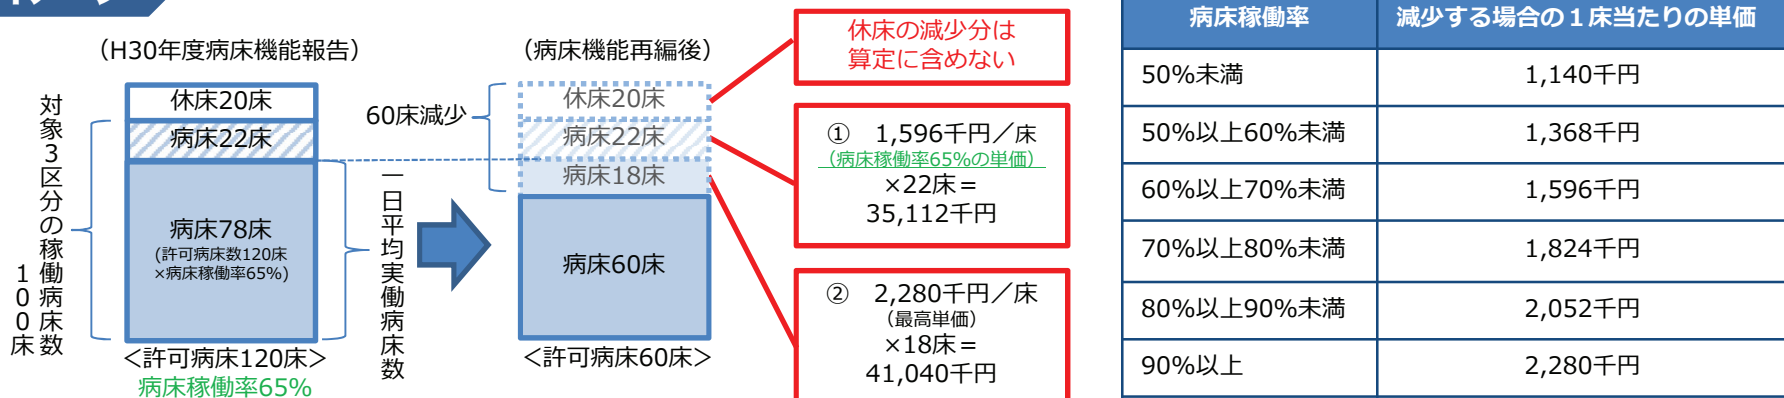 （H30年度病床機能報告）
対象３区分の稼働病床数
１００床
休床20床
病床22床
病床78床
(許可病床数120床
×病床稼働率65%)
＜許可病床120床＞
病床稼働率65%
一日平均実働病床数
（病床機能再編後）
60床減少
休床20床
病床22床
病床18床
病床60床
＜許可病床60床＞
休床の減少分は
算定に含めない
①　1,596千円／床
（病床稼働率65%の単価）
×22床＝
35,112千円
②　2,280千円／床
（最高単価）
×18床＝
41,040千円
病床稼働率　減少する場合の１床当たりの単価
50%未満　1,140千円
50%以上60%未満　1,368千円
60%以上70%未満　1,596千円
70%以上80%未満　1,824千円
80%以上90%未満　2,052千円
90%以上　2,280千円